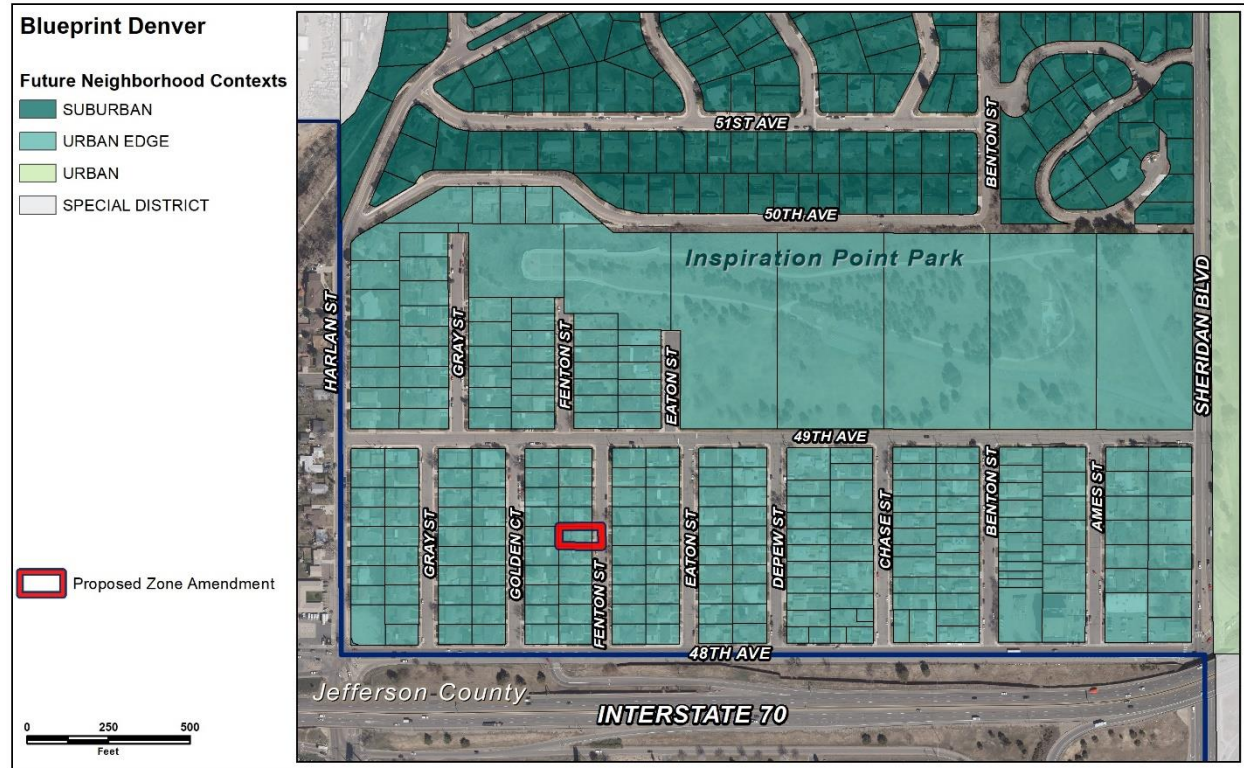 Blueprint Denver
Future Neighborhood Contexts
SUBURBAN
URBAN EDGE
URBAN
SPECIAL DISTRICT
Proposed Zone Amendment
0 250 500
Feet
51ST AVE
BENTON ST
50TH AVE
Inspiration Point Park
HARLAN ST
GRAY ST
FENTON ST
EATON ST
SHERIDAN BLVD
49TH AVE
GRAY ST
GOLDEN CT
FENTON ST
EATON ST
DEPEW ST
CHASE ST
BENTON ST
AMES ST
48TH AVE
Jefferson County
INTERSTATE 70